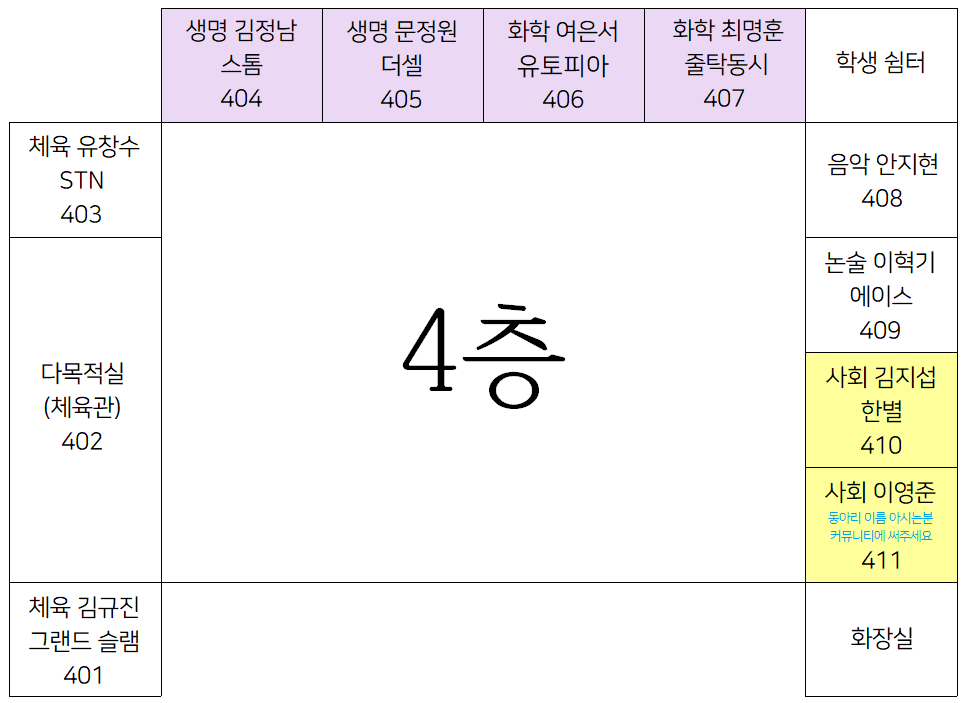 생명 김정남
스톰
404
생명 문정원
더셀
405
화학 여은서
유토피아
406
화학 최명훈
줄탁동시
407
학생 쉼터
체육 유창수
STN
403
음악 안지현
408
논술 이혁기
에이스
409
다목적실
(체육관)
402
4층
사회 김지섭
한별
410
사회 이영준
동아리 이름 아시는분
커뮤니티에 써주세요
411
체육 김규진
그랜드 슬램
401
화장실